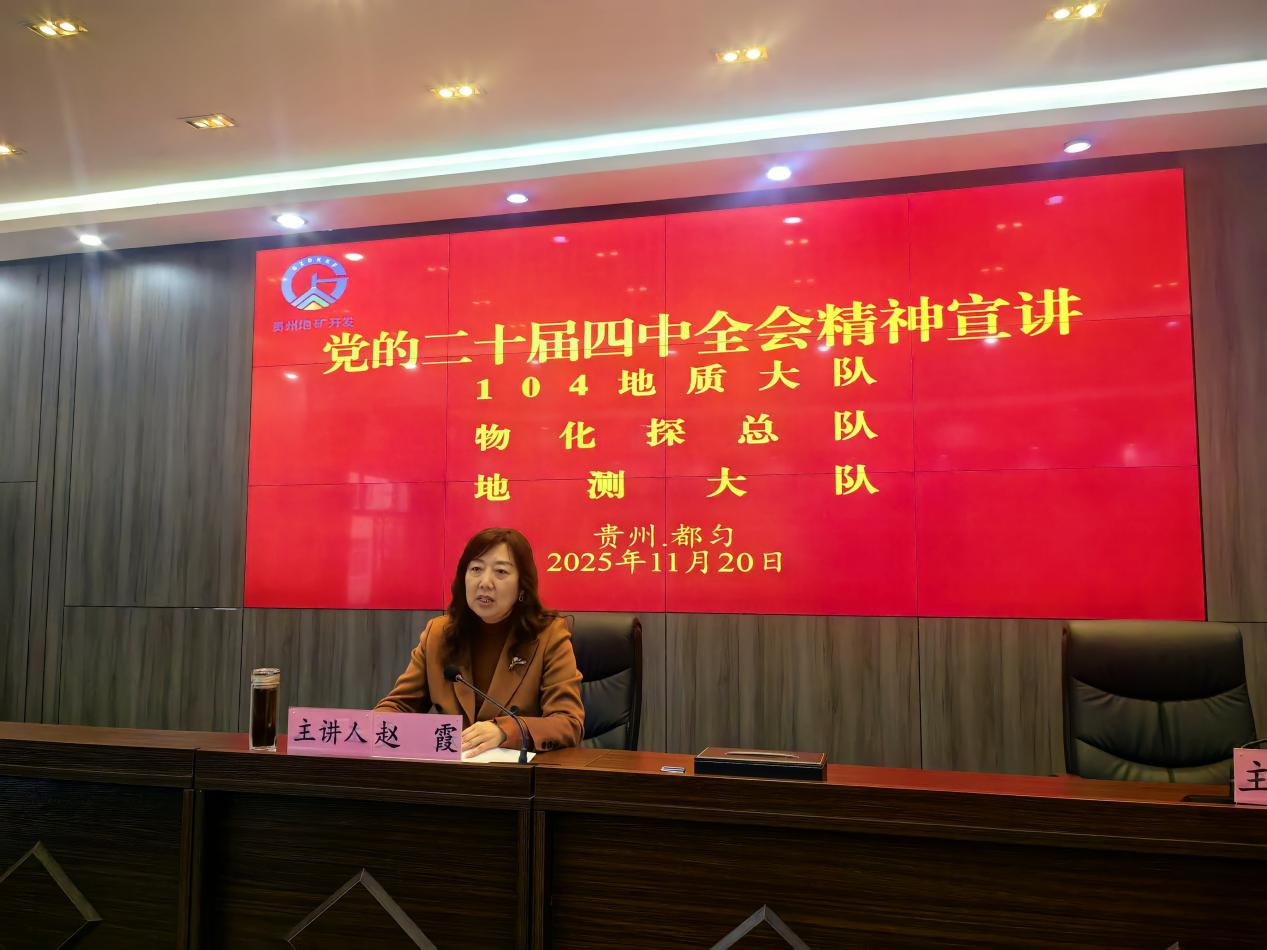 GZDKKF
贵州地矿开发
党的二十届四中全会精神宣讲
104地质大队
物化探总队
地测大队
贵州.都匀
2025年11月20日
主讲人赵 霞
主